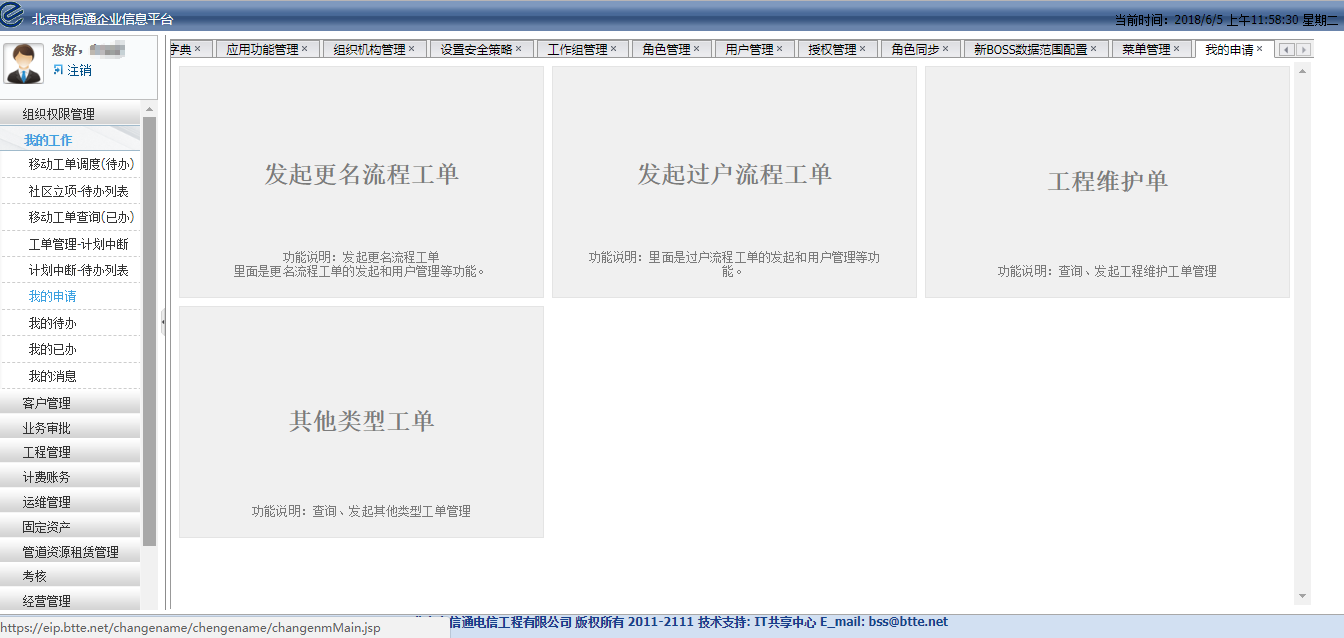 北京电信通企业信息平台
当前时间：2018/6/5 上午11:58:30 星期二
您好，
注销
字典 × 应用功能管理 × 组织机构管理 × 设置安全策略 × 工作组管理 × 角色管理 × 用户管理 × 授权管理 × 角色同步 × 新BOSS数据范围配置 × 菜单管理 × 我的申请 ×
组织权限管理
我的工作
移动工单调度(待办)
社区立项-待办列表
移动工单查询(已办)
工单管理-计划中断
计划中断-待办列表
我的申请
我的待办
我的已办
我的消息
客户管理
业务审批
工程管理
计费账务
运维管理
固定资产
管道资源租赁管理
考核
经营管理
发起更名流程工单
功能说明：发起更名流程工单
里面是更名流程工单的发起和用户管理等功能。
发起过户流程工单
功能说明：里面是过户流程工单的发起和用户管理等功
能。
工程维护单
功能说明：查询、发起工程维护工单管理
其他类型工单
功能说明：查询、发起其他类型工单管理
信通电信工程有限公司 版权所有 2011-2111 技术支持: IT共享中心 E_mail: bss@btte.net
https://eip.btte.net/changename/chengename/changenmMain.jsp